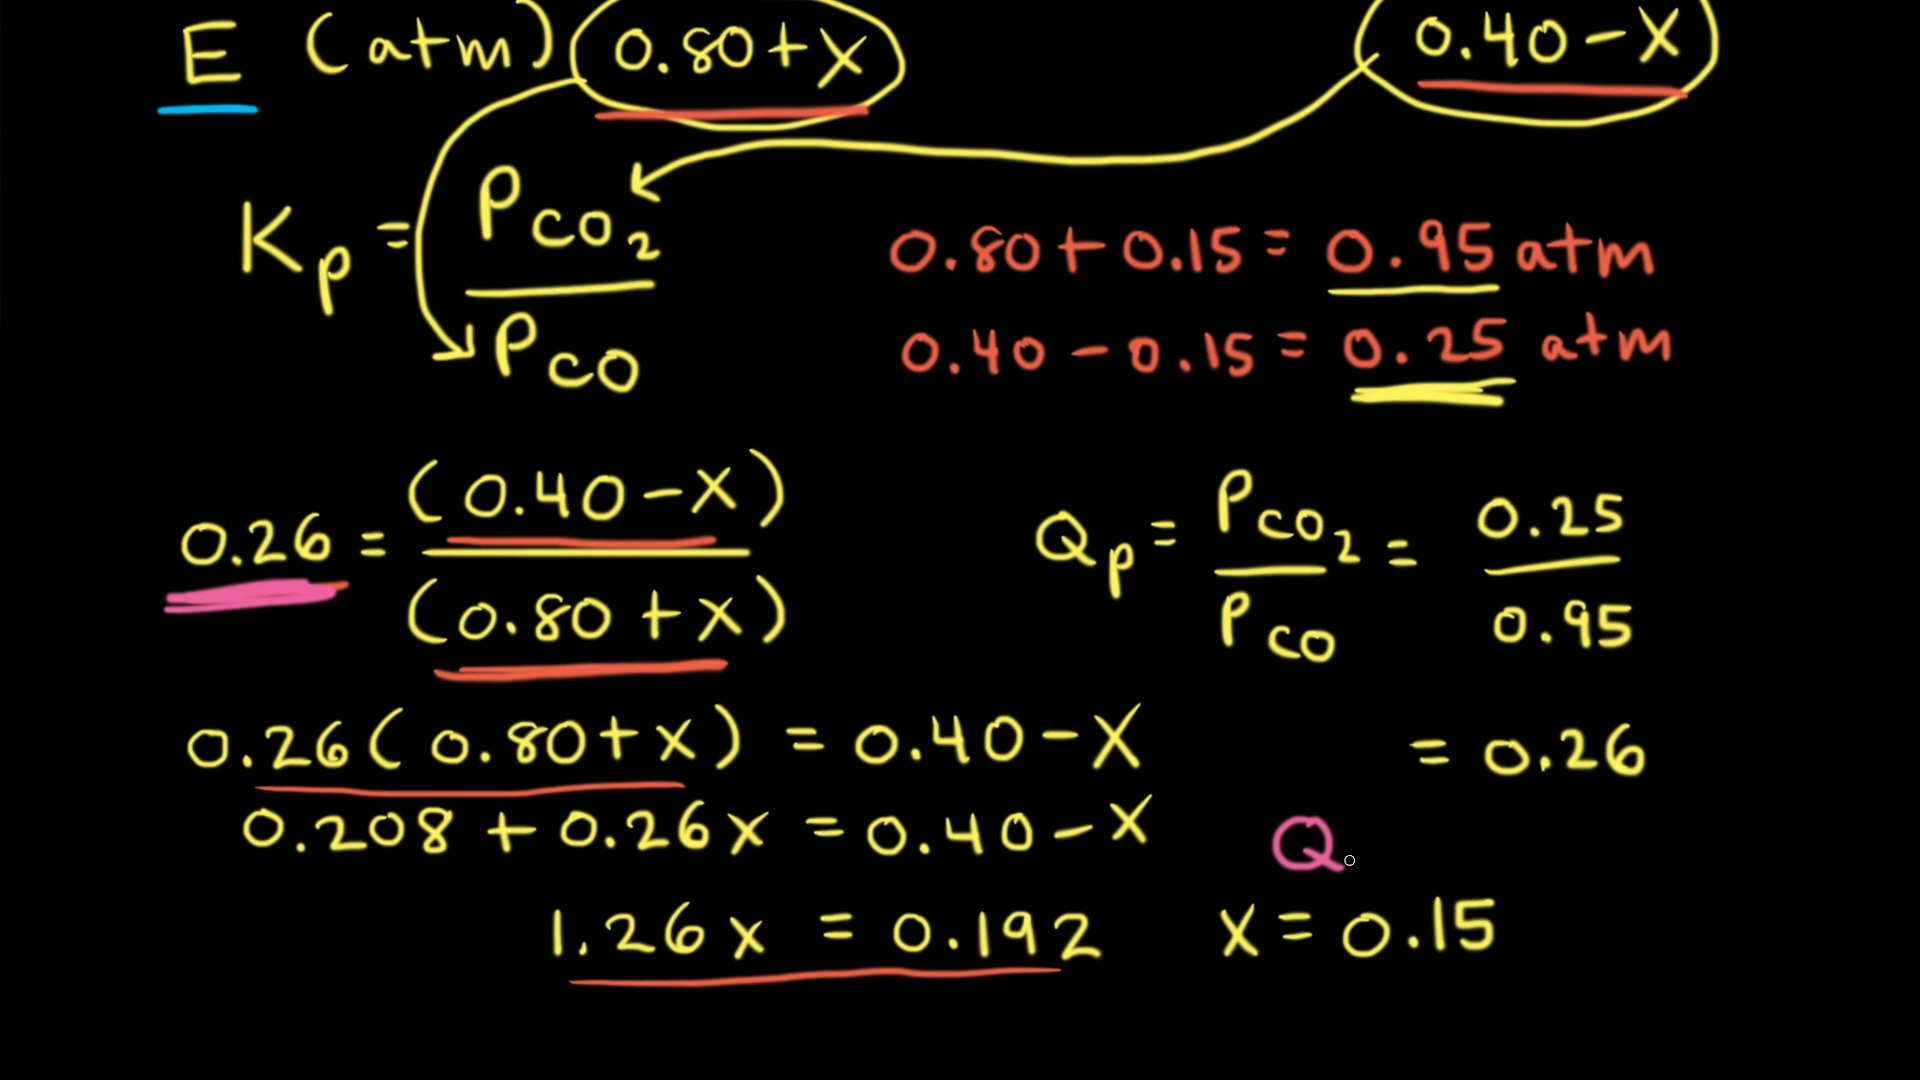 E (atm) 0.80+x 0.40-x
Kp = PCO2 / PCO
0.80+0.15 = 0.95 atm
0.40-0.15 = 0.25 atm
0.26 = (0.40-x) / (0.80+x)
Qp = PCO2 / PCO = 0.25 / 0.95
= 0.26
0.26(0.80+x) = 0.40-x
0.208 + 0.26x = 0.40-x
Q
1.26x = 0.192
x = 0.15